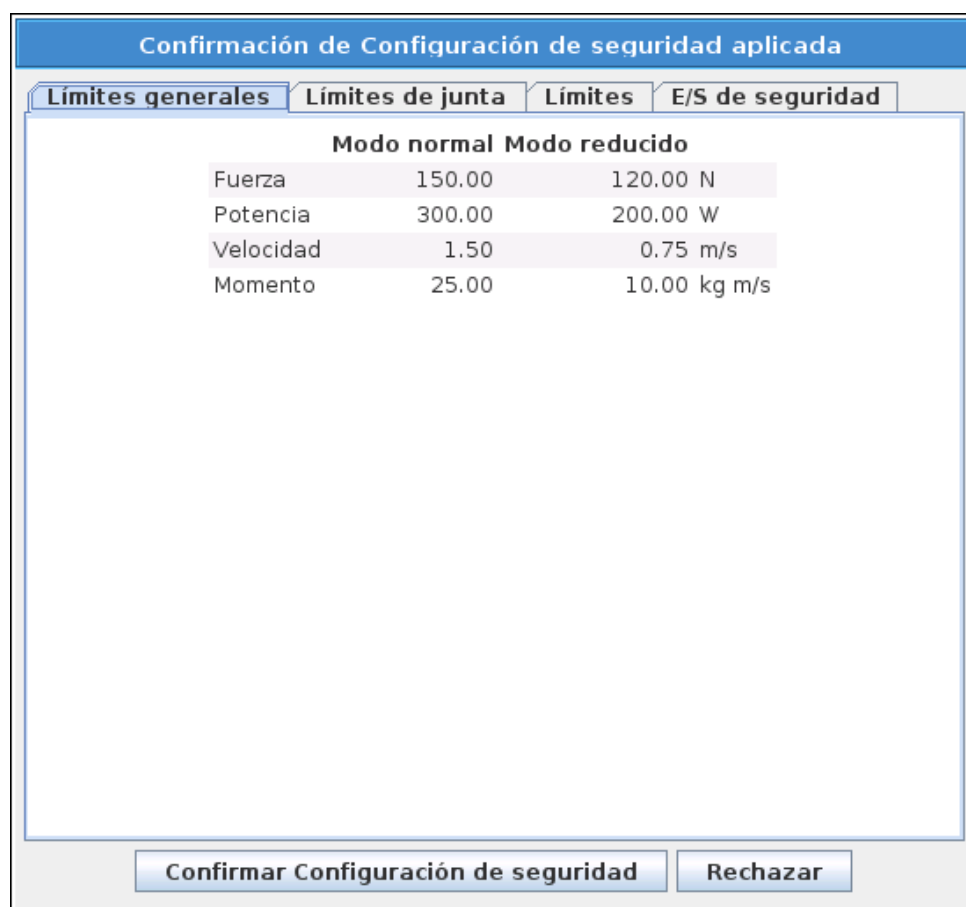 Confirmación de Configuración de seguridad aplicada
Límites generales Límites de junta Límites E/S de seguridad
Modo normal Modo reducido
Fuerza 150.00 120.00 N
Potencia 300.00 200.00 W
Velocidad 1.50 0.75 m/s
Momento 25.00 10.00 kg m/s
Confirmar Configuración de seguridad Rechazar